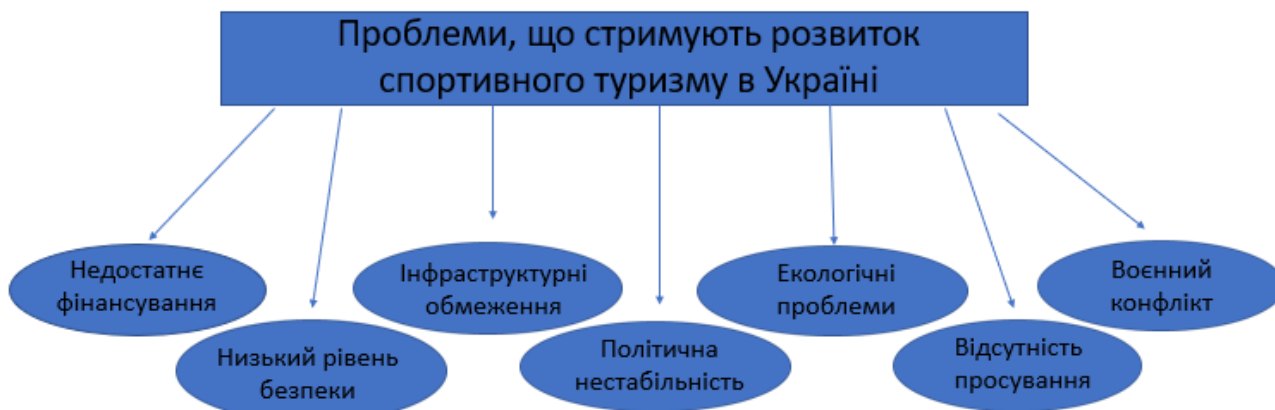 Проблеми, що стримують розвиток
спортивного туризму в Україні
Недостатнє
фінансування
Низький рівень
безпеки
Інфраструктурні
обмеження
Політична
нестабільність
Екологічні
проблеми
Відсутність
просування
Воєнний
конфлікт